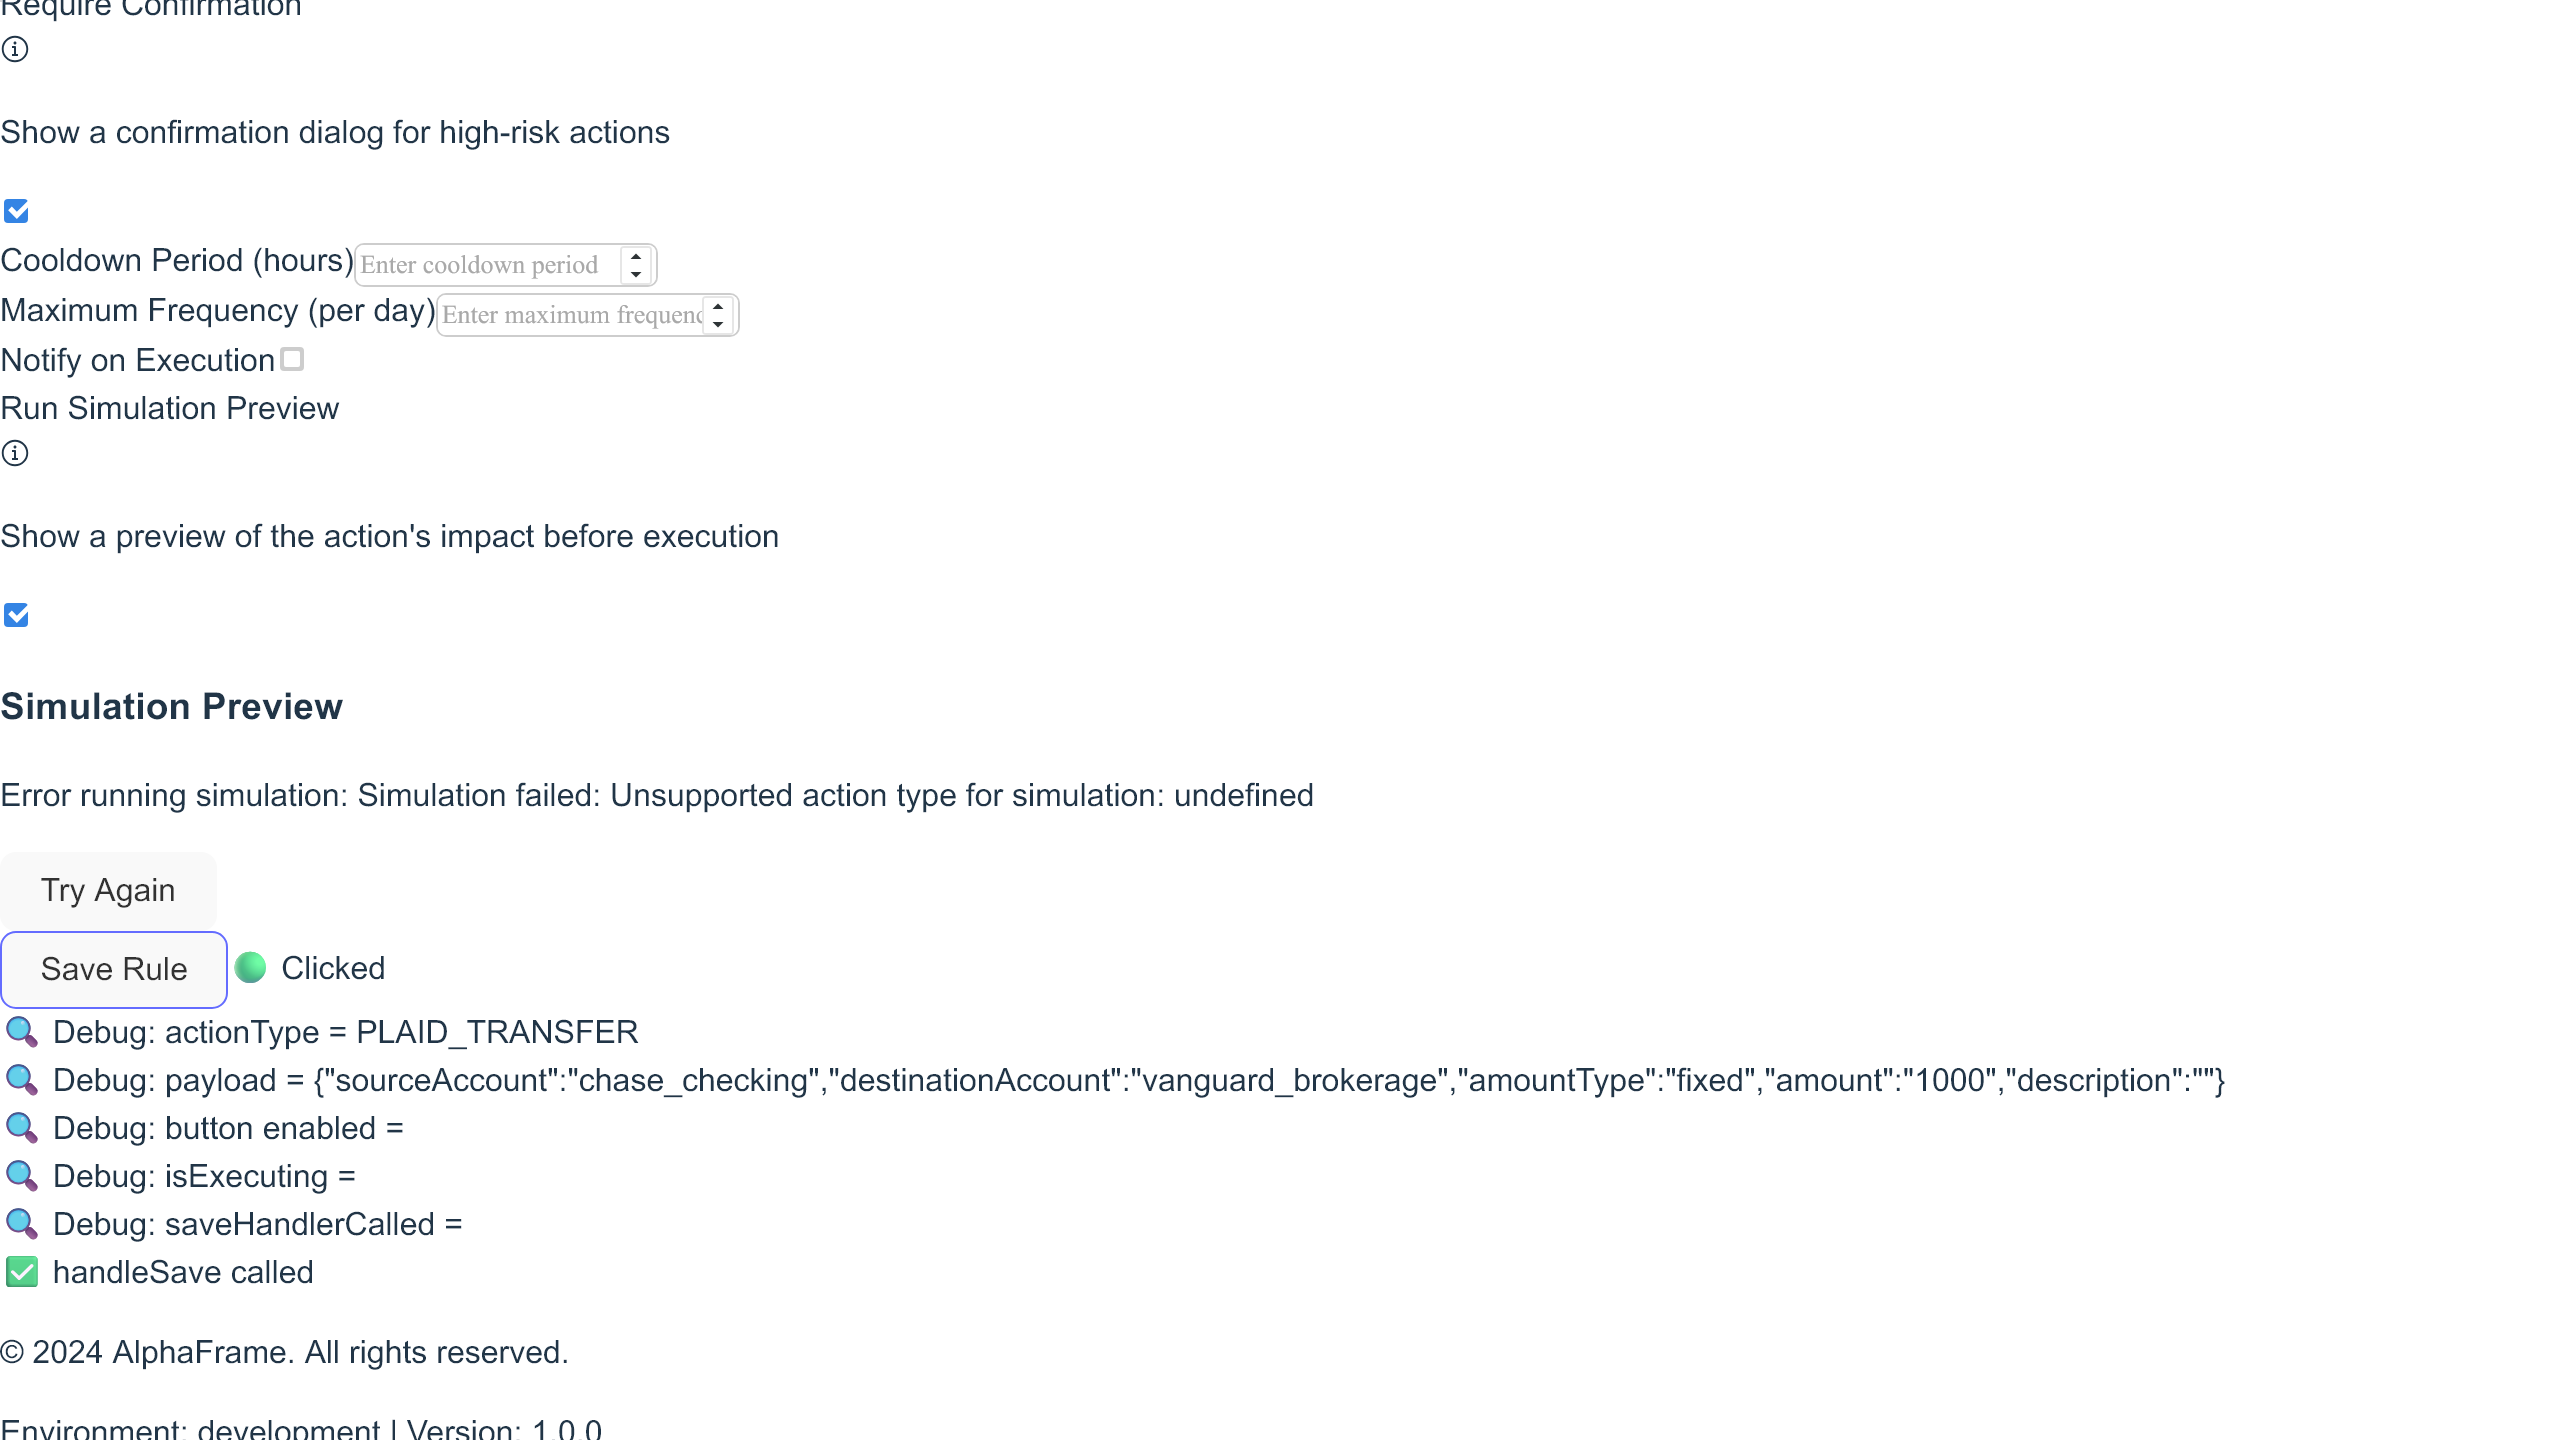 Require Confirmation
Show a confirmation dialog for high-risk actions
Cooldown Period (hours) Enter cooldown period
Maximum Frequency (per day) Enter maximum frequenc
Notify on Execution
Run Simulation Preview
Show a preview of the action's impact before execution
Simulation Preview
Error running simulation: Simulation failed: Unsupported action type for simulation: undefined
Try Again
Save Rule Clicked
Debug: actionType = PLAID_TRANSFER
Debug: payload = {"sourceAccount":"chase_checking","destinationAccount":"vanguard_brokerage","amountType":"fixed","amount":"1000","description":""}
Debug: button enabled =
Debug: isExecuting =
Debug: saveHandlerCalled =
handleSave called
© 2024 AlphaFrame. All rights reserved.
Environment: development | Version: 1.0.0